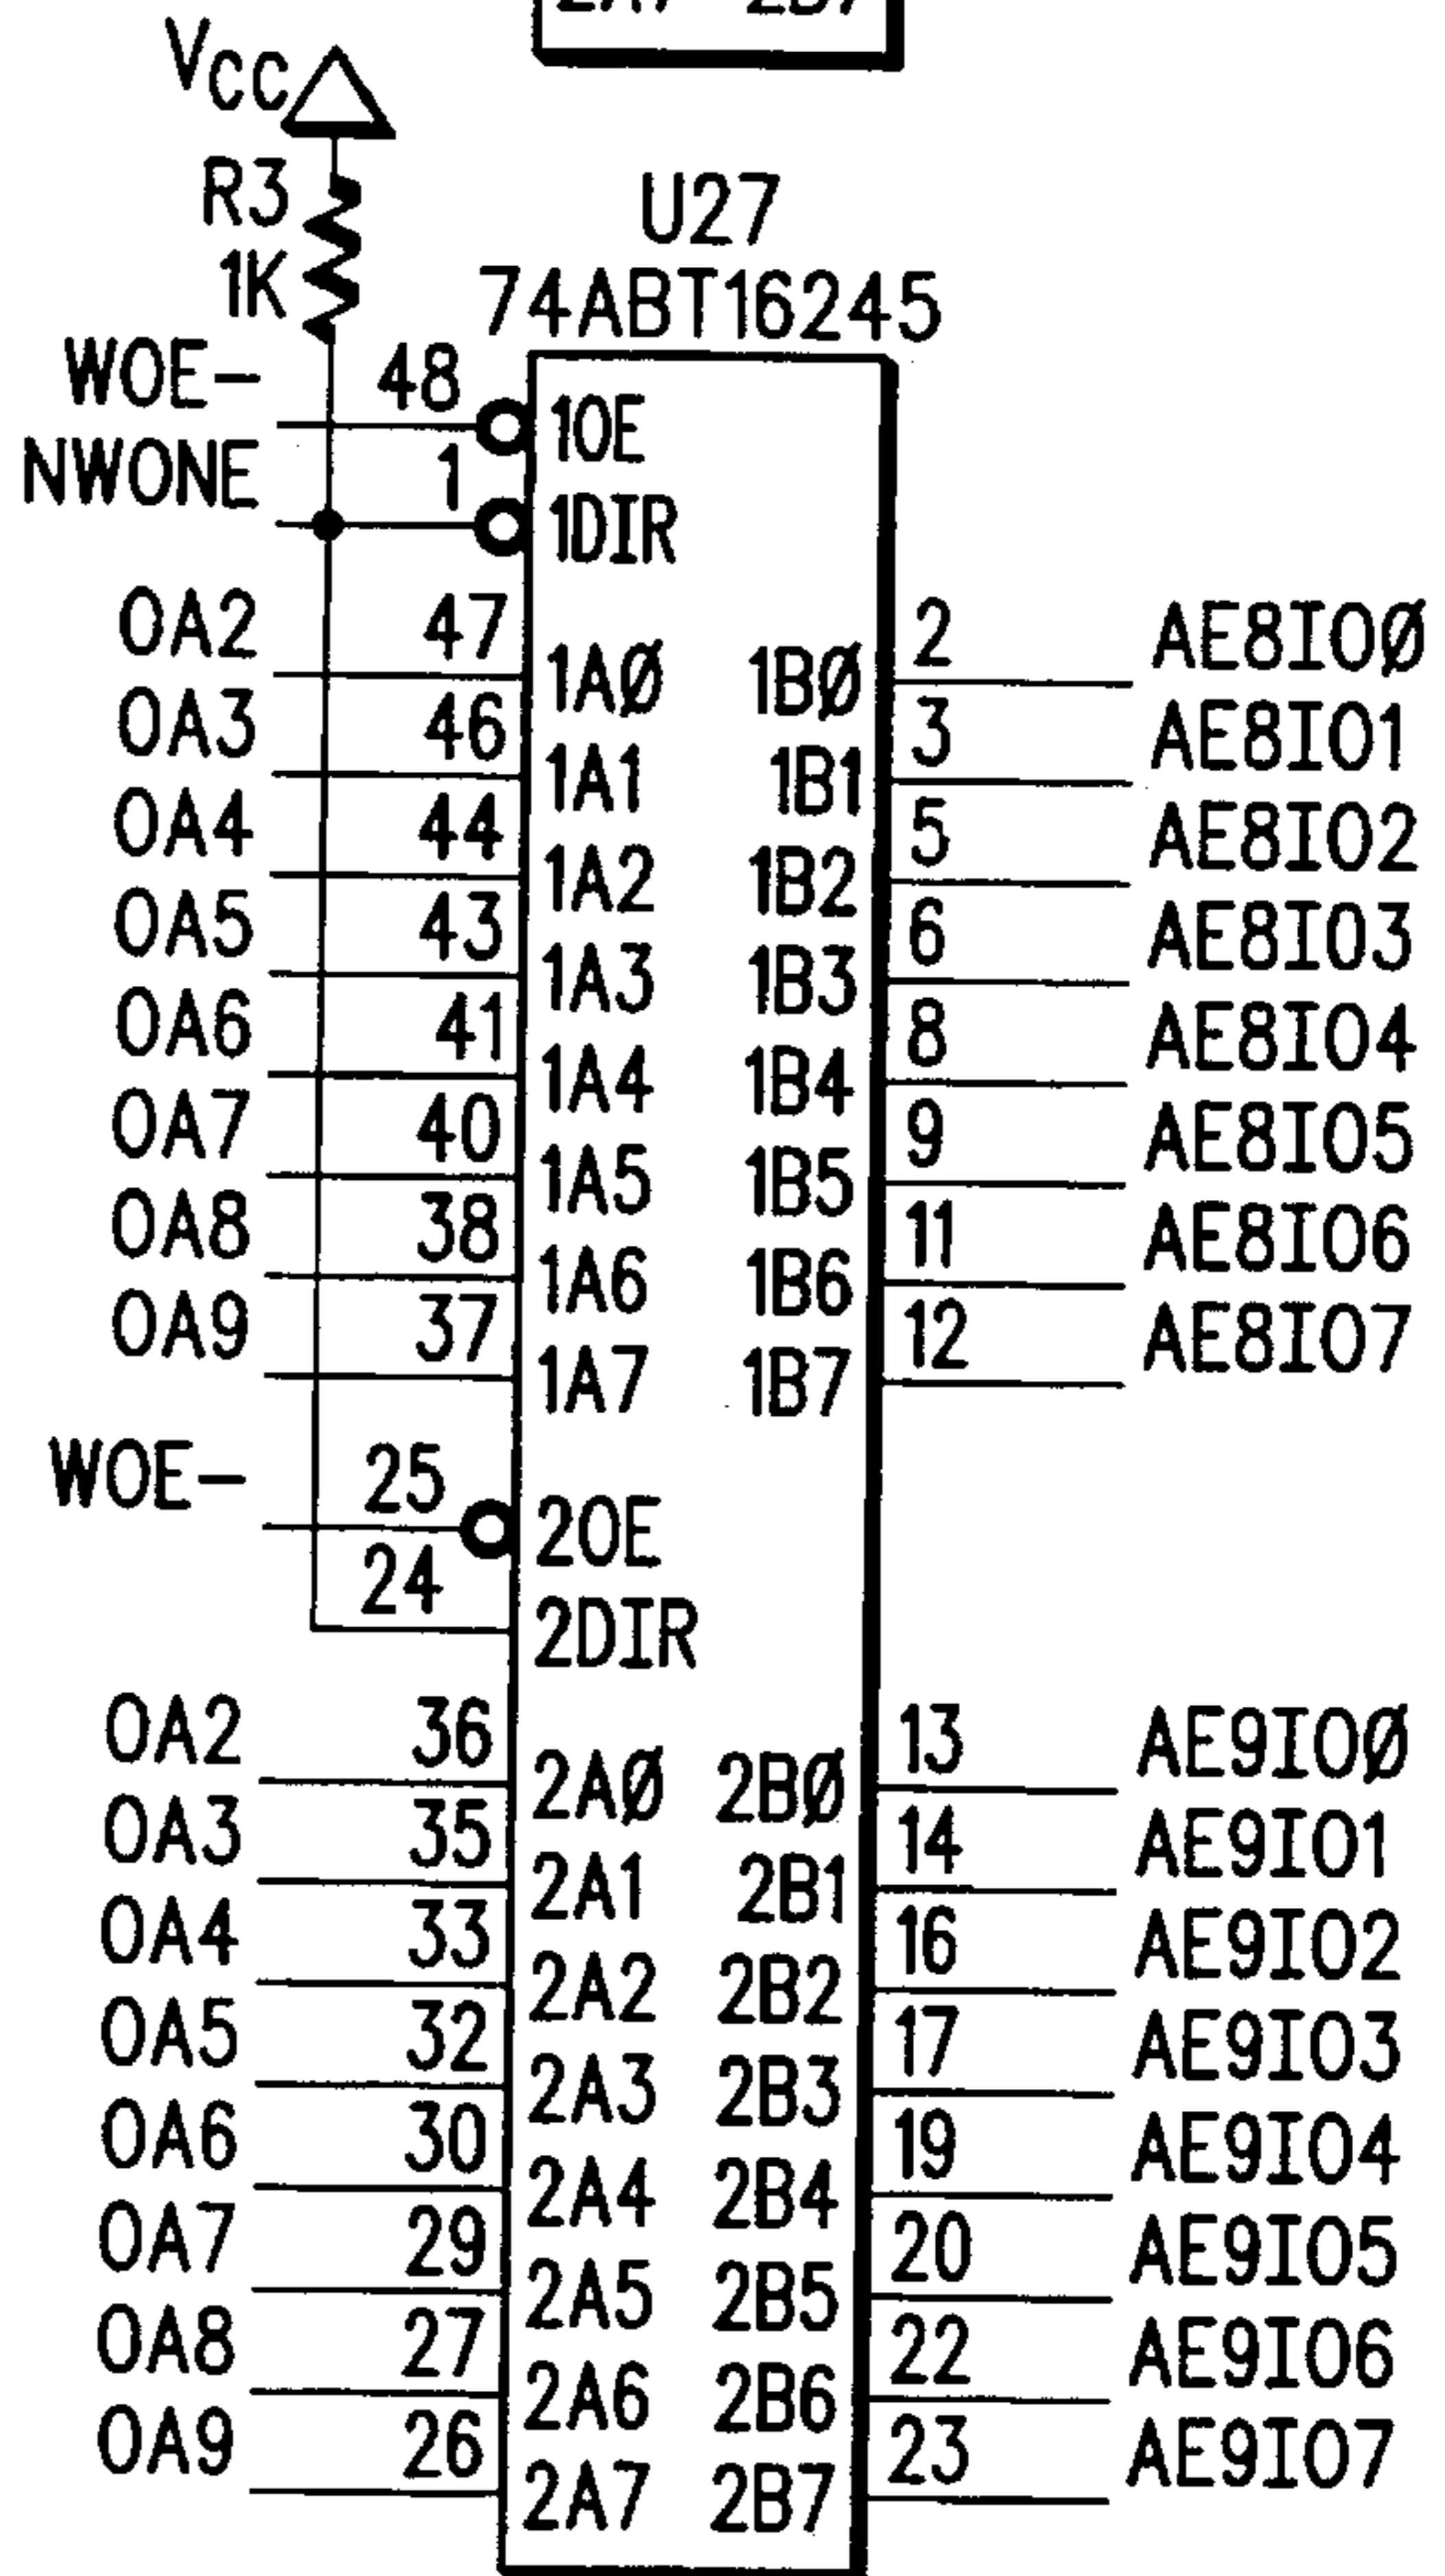 2A7 2B7
VCC
R3
1K
U27
74ABT16245
WOE- 48 1OE
NWONE 1 1DIR
OA2 47 1AØ 1BØ 2 AE8IOØ
OA3 46 1A1 1B1 3 AE8IO1
OA4 44 1A2 1B2 5 AE8IO2
OA5 43 1A3 1B3 6 AE8IO3
OA6 41 1A4 1B4 8 AE8IO4
OA7 40 1A5 1B5 9 AE8IO5
OA8 38 1A6 1B6 11 AE8IO6
OA9 37 1A7 1B7 12 AE8IO7
WOE- 25 2OE
24 2DIR
OA2 36 2AØ 2BØ 13 AE9IOØ
OA3 35 2A1 2B1 14 AE9IO1
OA4 33 2A2 2B2 16 AE9IO2
OA5 32 2A3 2B3 17 AE9IO3
OA6 30 2A4 2B4 19 AE9IO4
OA7 29 2A5 2B5 20 AE9IO5
OA8 27 2A6 2B6 22 AE9IO6
OA9 26 2A7 2B7 23 AE9IO7